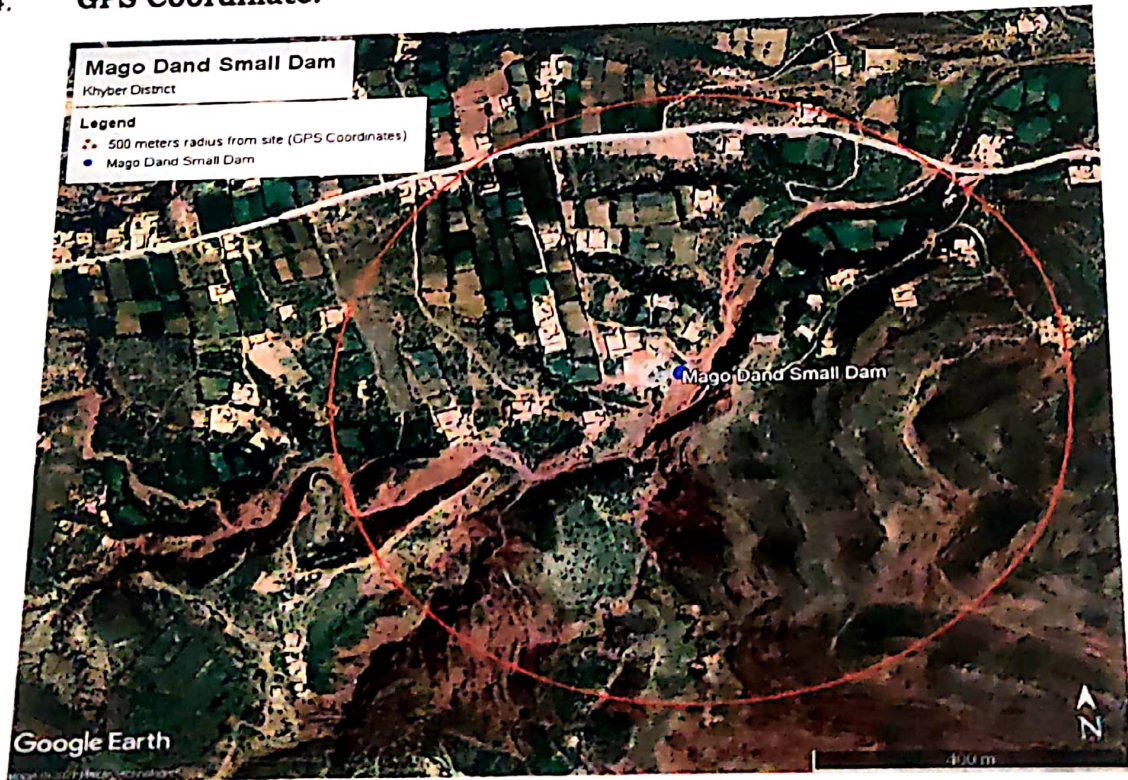 GPS Coordinate:
Mago Dand Small Dam
Khyber District
Legend
500 meters radius from site (GPS Coordinates)
Mago Dand Small Dam
Mago Dand Small Dam
Google Earth
N
400 m